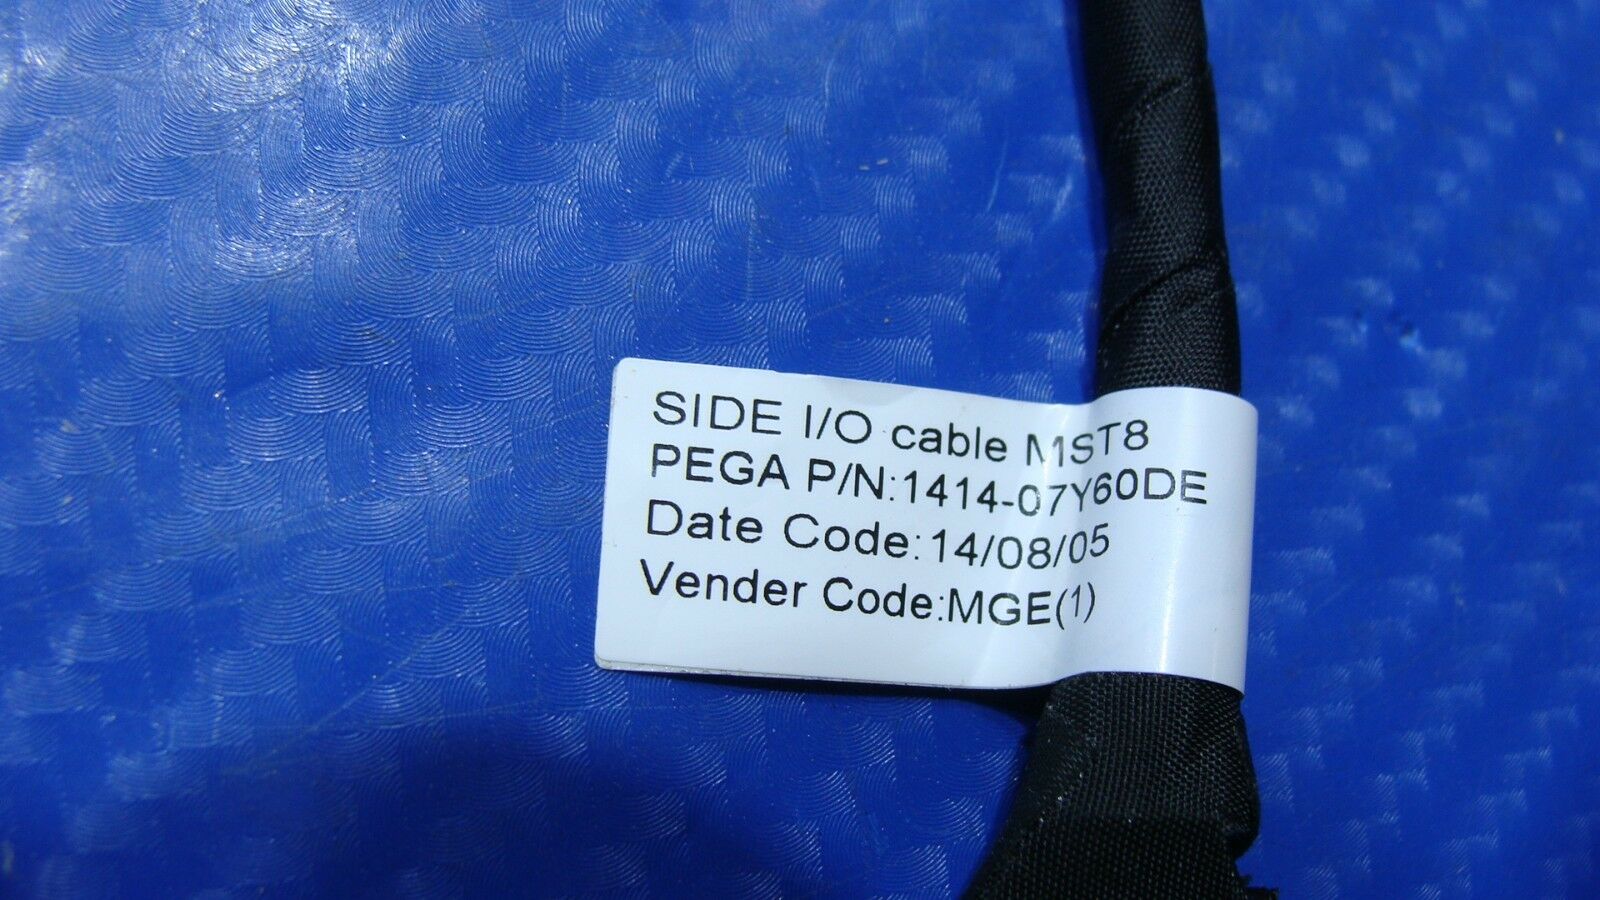 SIDE I/O cable MST8
PEGA P/N:1414-07Y60DE
Date Code:14/08/05
Vender Code:MGE(1)